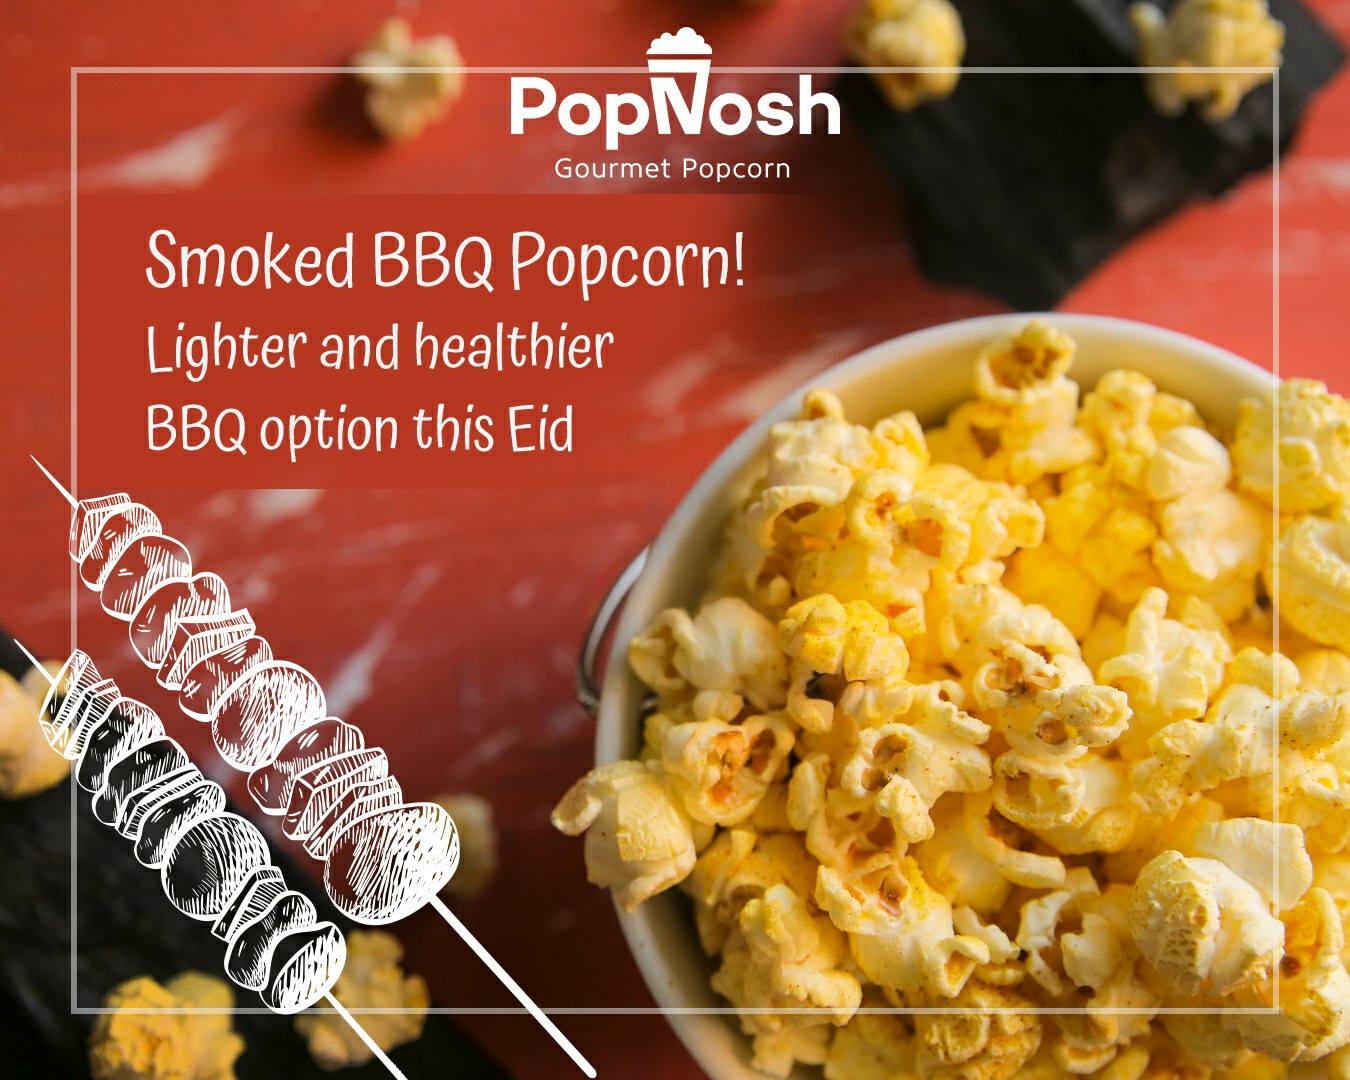 PopNosh
Gourmet Popcorn
Smoked BBQ Popcorn!
Lighter and healthier
BBQ option this Eid